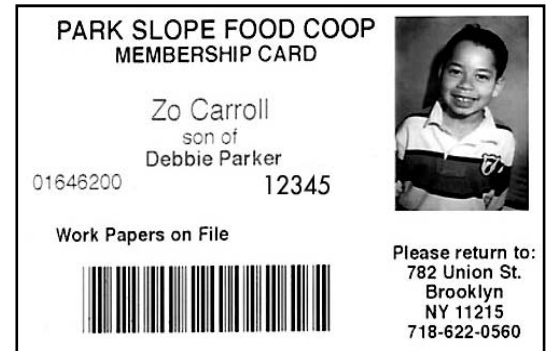 PARK SLOPE FOOD COOP
MEMBERSHIP CARD
Zo Carroll
son of
Debbie Parker
01646200 12345
Work Papers on File
Please return to:
782 Union St.
Brooklyn
NY 11215
718-622-0560